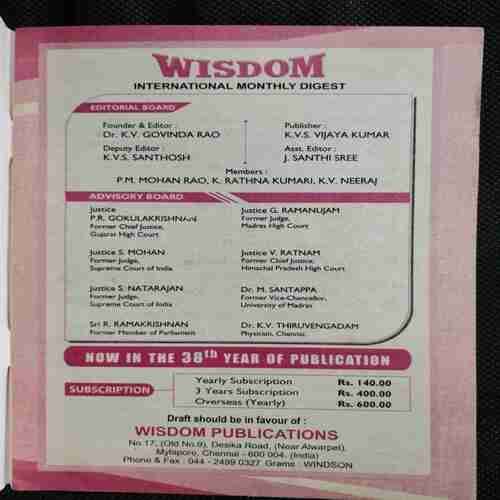 WISDOM
INTERNATIONAL MONTHLY DIGEST
EDITORIAL BOARD
Founder & Editor :
Dr. K.V. GOVINDA RAO
Publisher :
K.V.S. VIJAYA KUMAR
Deputy Editor :
K.V.S. SANTHOSH
Asst. Editor :
J. SANTHI SREE
Members :
P.M. MOHAN RAO, K. RATHNA KUMARI, K.V. NEERAJ
ADVISORY BOARD
Justice
P.R. GOKULAKRISHNAN
Former Chief Justice,
Gujarat High Court
Justice G. RAMANUJAM
Former Judge,
Madras High Court
Justice S. MOHAN
Former Judge,
Supreme Court of India
Justice V. RATNAM
Former Chief Justice,
Himachal Pradesh High Court
Justice S. NATARAJAN
Former Judge,
Supreme Court of India
Dr. M. SANTAPPA
Former Vice-Chancellor,
University of Madras
Sri R. RAMAKRISHNAN
Former Member of Parliament
Dr. K.V. THIRUVENGADAM
Physician, Chennai.
NOW IN THE 38th YEAR OF PUBLICATION
SUBSCRIPTION
Yearly Subscription Rs. 140.00
3 Years Subscription Rs. 400.00
Overseas (Yearly) Rs. 600.00
Draft should be in favour of :
WISDOM PUBLICATIONS
No.17, (Old No.9), Desika Road, (Near Alwarpet),
Mylapore, Chennai - 600 004. (India)
Phone & Fax : 044 - 2499 0327 Grams : WINDSON